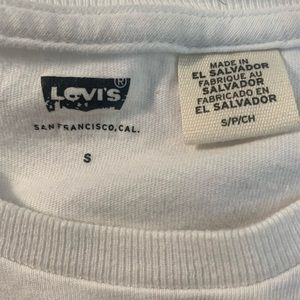 LEVI'S®
SAN FRANCISCO, CAL.
S
MADE IN
EL SALVADOR
FABRIQUE AU
SALVADOR
FABRICADO EN
EL SALVADOR
S/P/CH